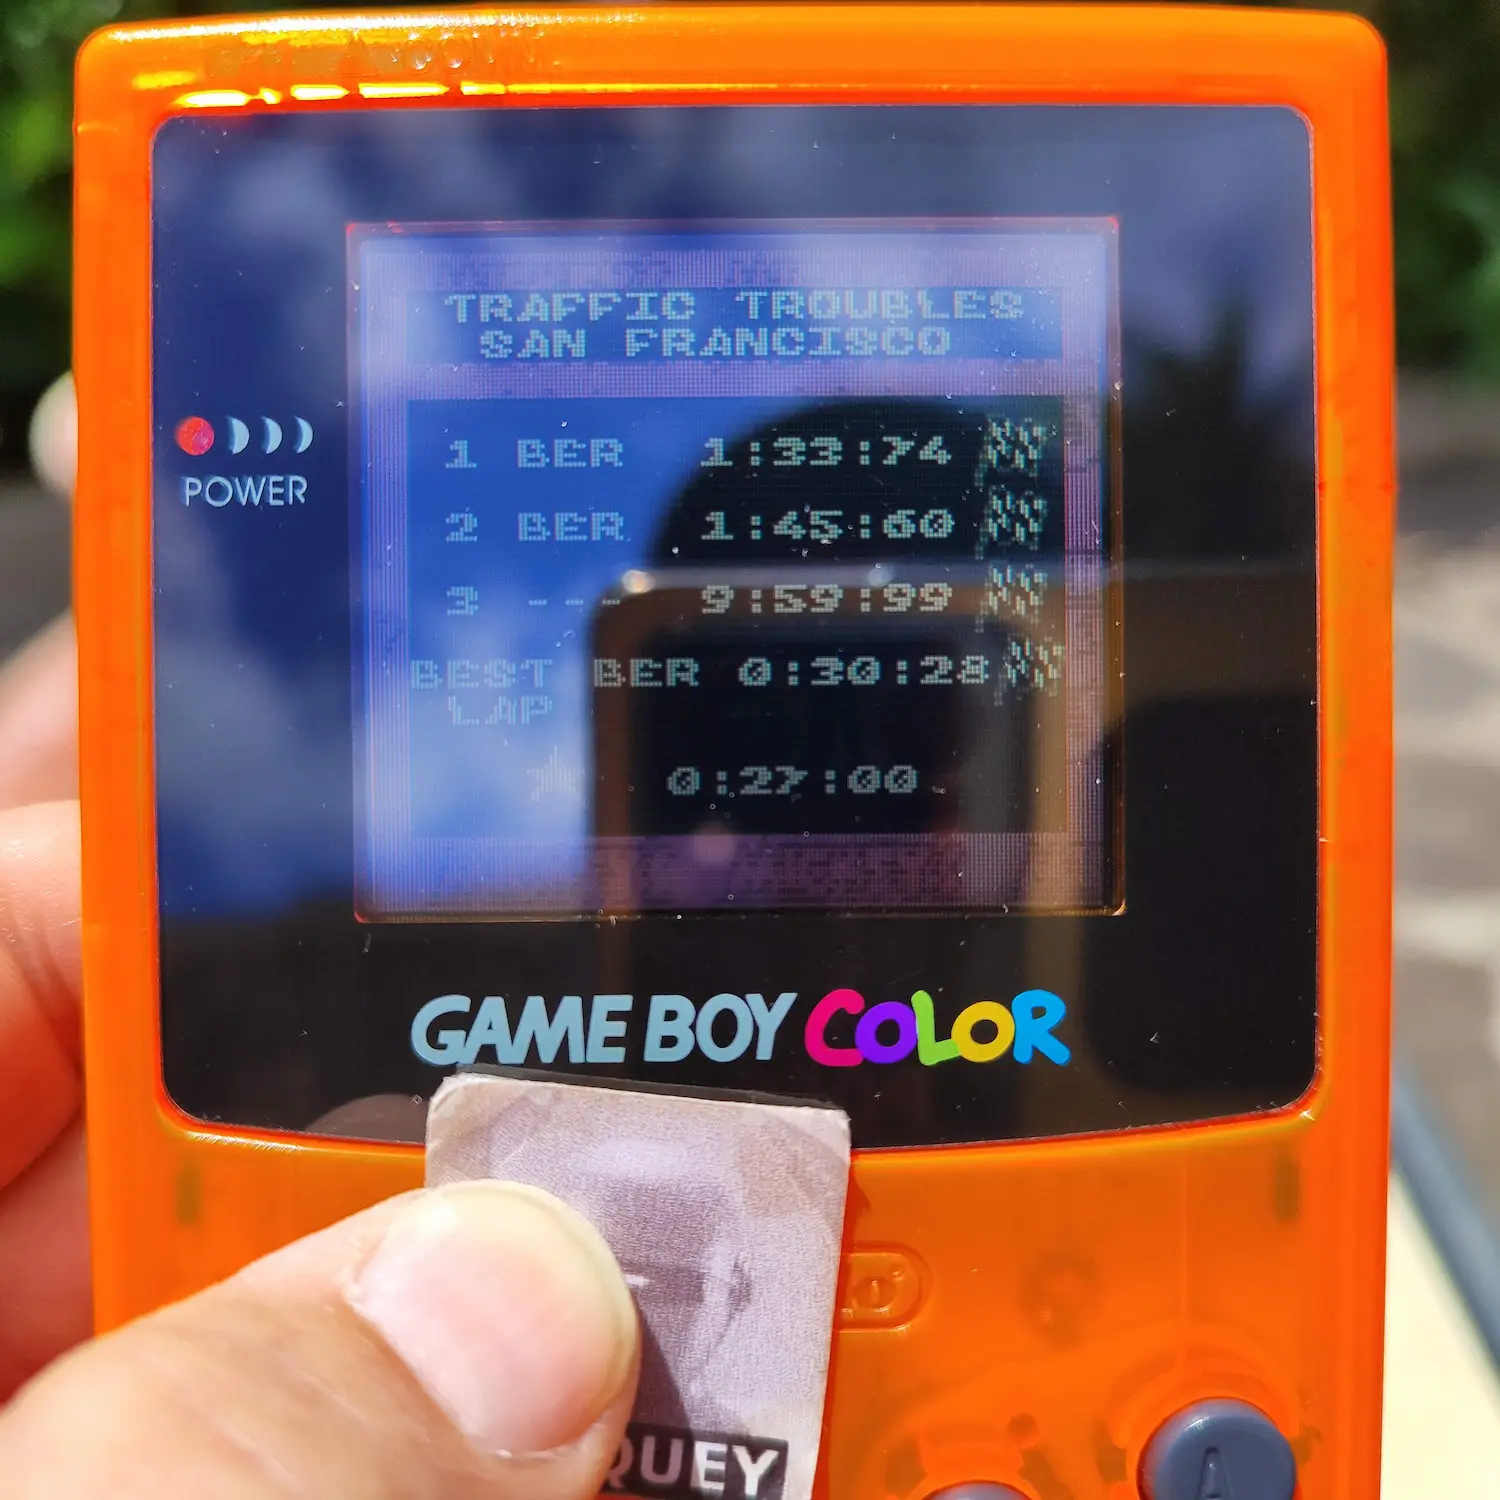 TRAFFIC TROUBLES
SAN FRANCISCO
1 BER 1:33:74
2 BER 1:45:60
3 --- 9:59:99
BEST BER 0:30:28
LAP
0:27:00
POWER
GAME BOY COLOR
QUEY
A